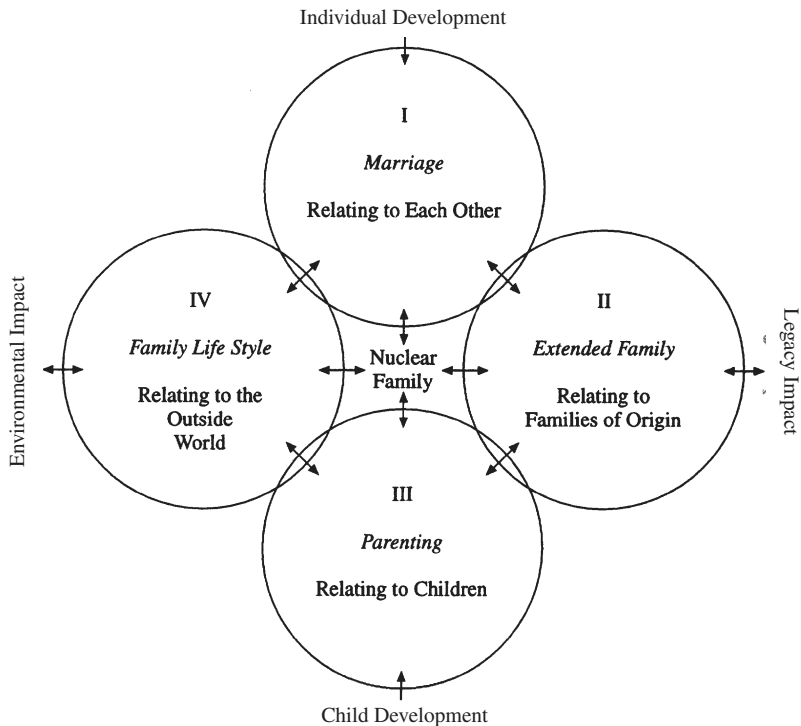 Individual Development
I
Marriage
Relating to Each Other
Environmental Impact
IV
Family Life Style
Relating to the
Outside
World
Nuclear
Family
II
Extended Family
Relating to
Families of Origin
Legacy Impact
III
Parenting
Relating to Children
Child Development